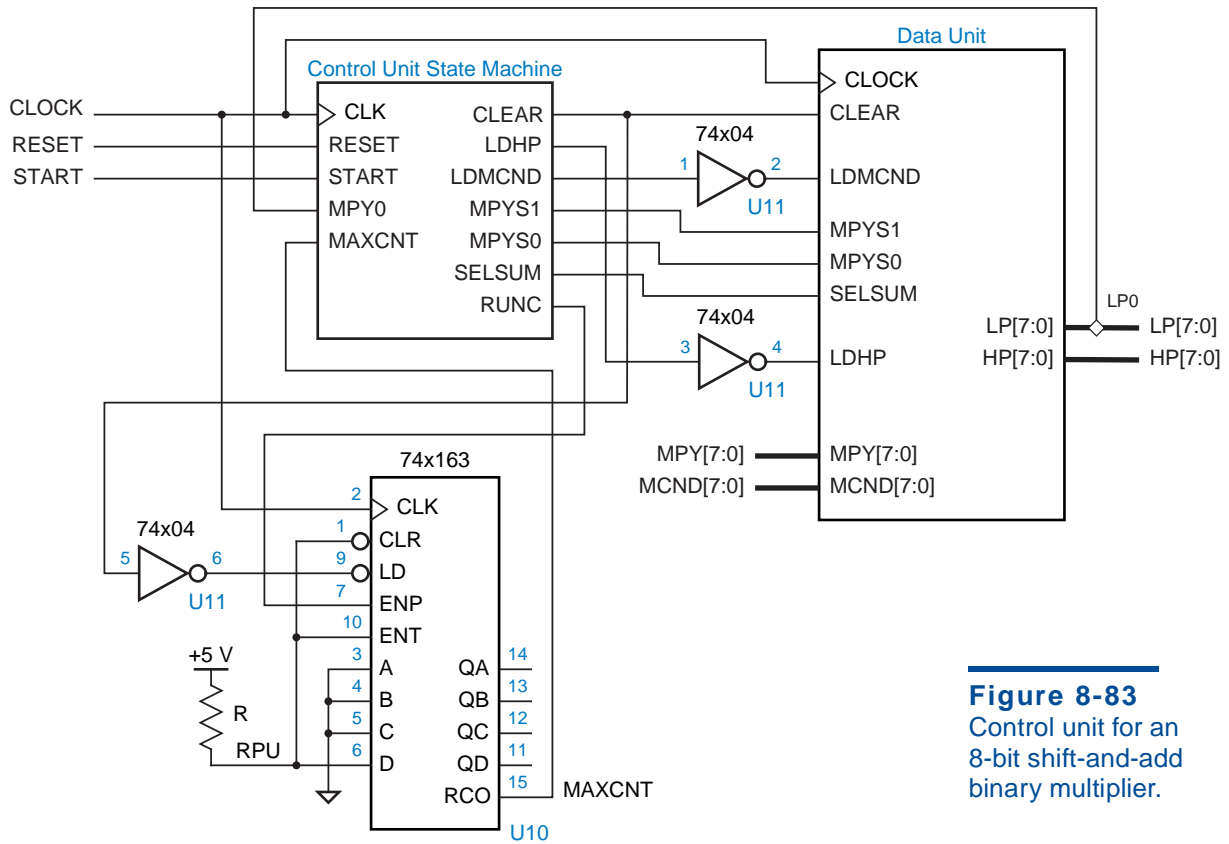 Data Unit
Control Unit State Machine
CLOCK
RESET
START
CLK
RESET
START
MPY0
MAXCNT
CLEAR
LDHP
LDMCND
MPYS1
MPYS0
SELSUM
RUNC
74x04
1
2
U11
74x04
3
4
U11
CLOCK
CLEAR
LDMCND
MPYS1
MPYS0
SELSUM
LDHP
MPY[7:0]
MCND[7:0]
LP[7:0]
HP[7:0]
LP0
LP[7:0]
HP[7:0]
MPY[7:0]
MCND[7:0]
74x04
5
6
U11
+5 V
R
RPU
74x163
2
1
9
7
10
3
4
5
6
CLK
CLR
LD
ENP
ENT
A
B
C
D
QA
QB
QC
QD
RCO
14
13
12
11
15
MAXCNT
U10
Figure 8-83
Control unit for an
8-bit shift-and-add
binary multiplier.